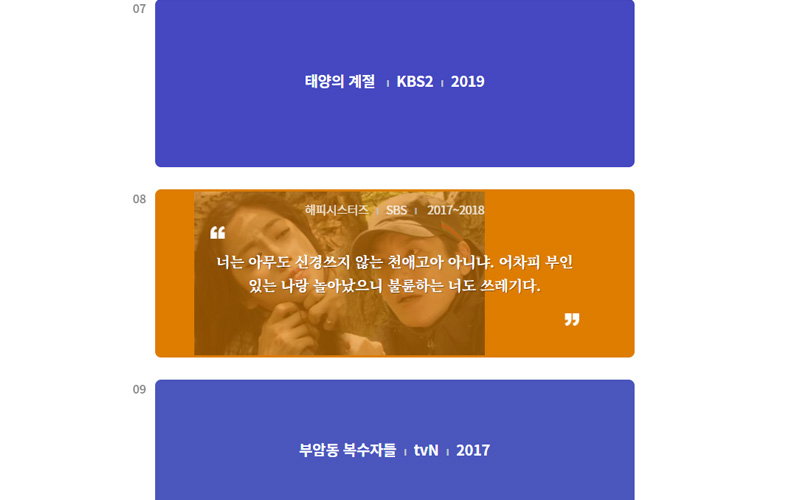 07
태양의 계절 | KBS2 | 2019
08
해피시스터즈 | SBS | 2017~2018
“
너는 아무도 신경쓰지 않는 천애고아 아니냐. 어차피 부인
있는 나랑 놀아났으니 불륜하는 너도 쓰레기다.
”
09
부암동 복수자들 | tvN | 2017